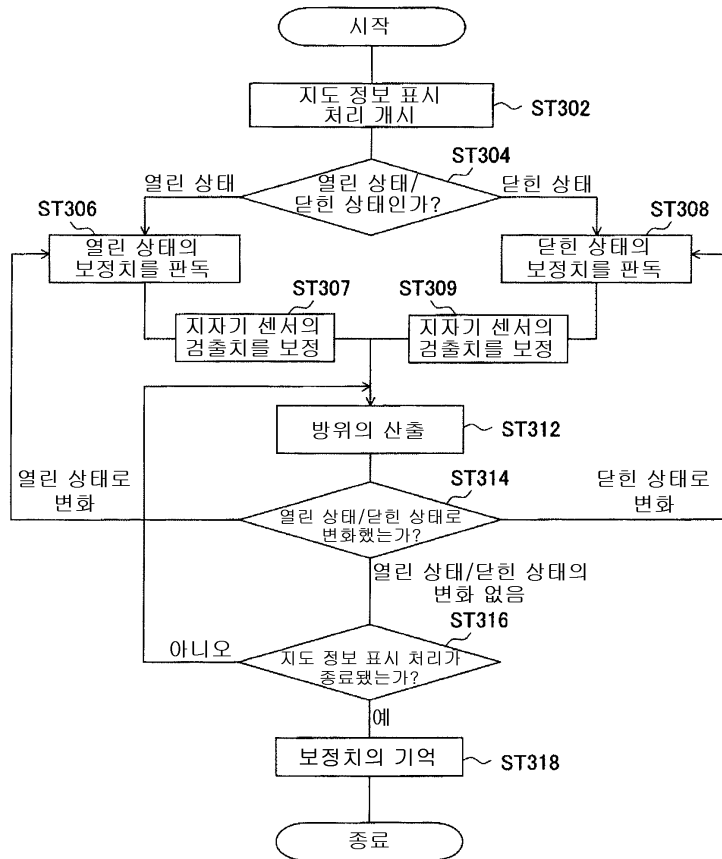 시작
지도 정보 표시
처리 개시
ST302
ST304
열린 상태
열린 상태/
닫힌 상태인가?
닫힌 상태
ST306
열린 상태의
보정치를 판독
ST308
닫힌 상태의
보정치를 판독
ST307
지자기 센서의
검출치를 보정
ST309
지자기 센서의
검출치를 보정
방위의 산출
ST312
열린 상태로
변화
ST314
열린 상태/닫힌 상태로
변화했는가?
닫힌 상태로
변화
열린 상태/닫힌 상태의
변화 없음
ST316
아니오
지도 정보 표시 처리가
종료됐는가?
예
보정치의 기억
ST318
종료